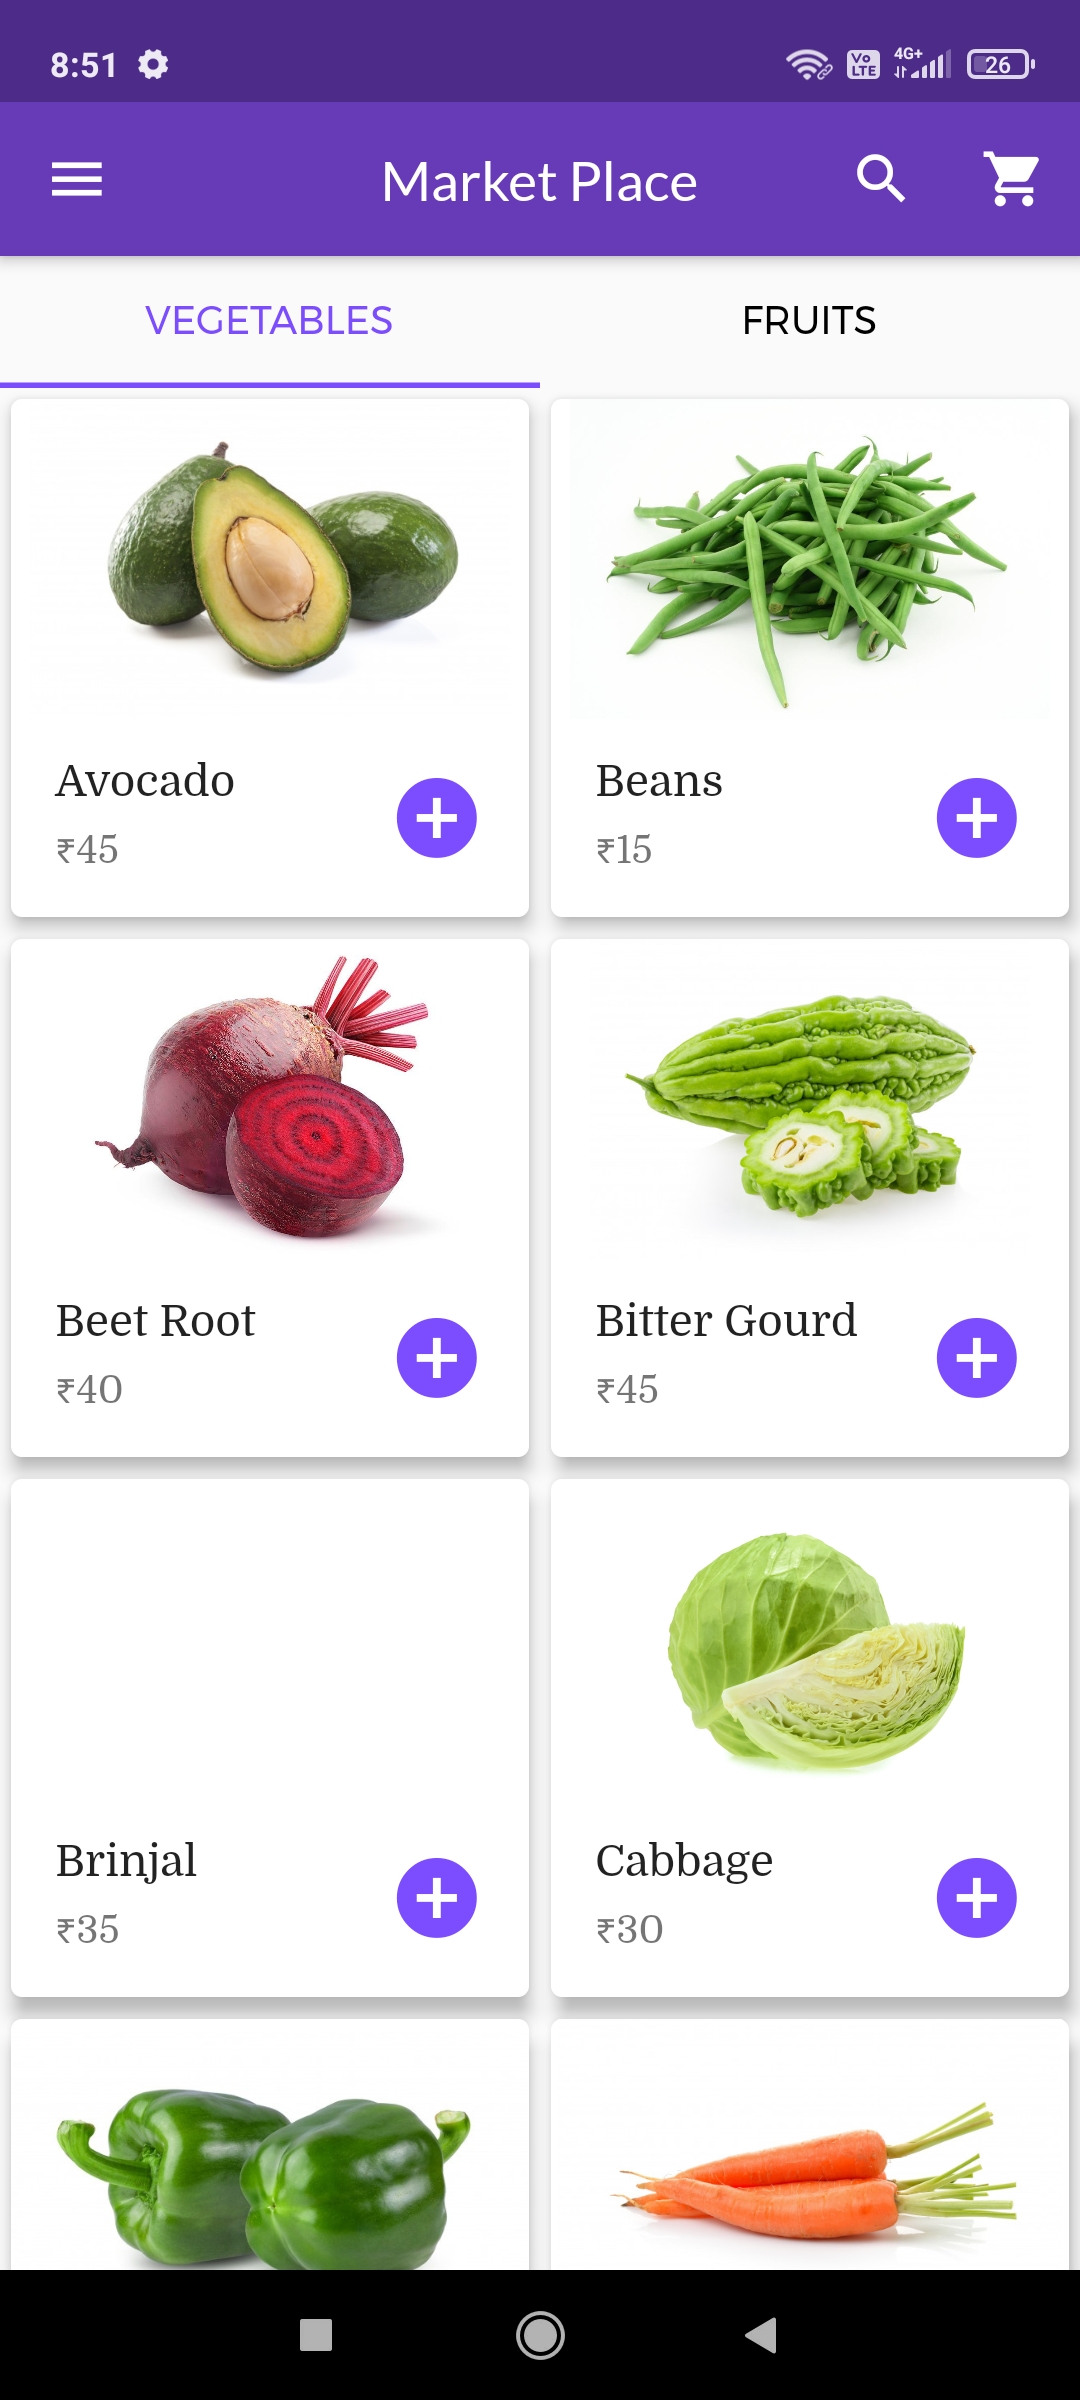 8:51
Vo
LTE
4G+
26
Market Place
VEGETABLES
FRUITS
Avocado
₹45
Beans
₹15
Beet Root
₹40
Bitter Gourd
₹45
Brinjal
₹35
Cabbage
₹30